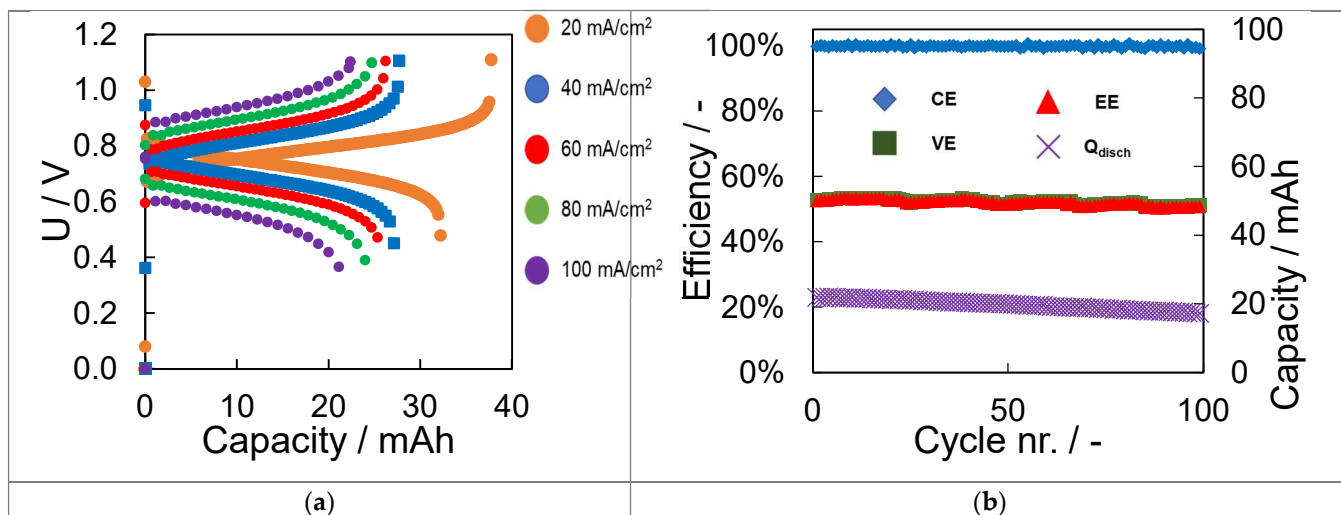 1.2
1.0
0.8
0.6
0.4
0.2
0.0
U / V
0 10 20 30 40
Capacity / mAh
20 mA/cm²
40 mA/cm²
60 mA/cm²
80 mA/cm²
100 mA/cm²
(a)
100%
80%
60%
40%
20%
0%
Efficiency / -
CE EE
VE Q_disch
100
80
60
40
20
0
Capacity / mAh
0 50 100
Cycle nr. / -
(b)